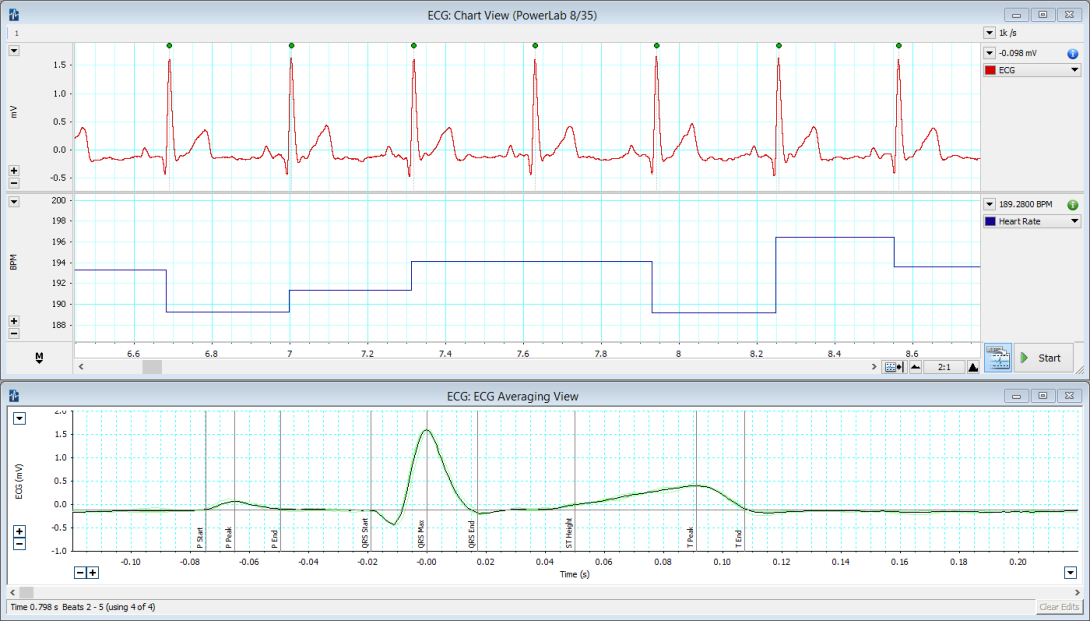 ECG: Chart View (PowerLab 8/35)
1
1k /s
-0.098 mV
ECG
mV
1.5
1.0
0.5
0.0
-0.5
189.2800 BPM
Heart Rate
BPM
200
198
196
194
192
190
188
M
6.6 6.8 7 7.2 7.4 7.6 7.8 8 8.2 8.4 8.6
2:1
Start
ECG: ECG Averaging View
ECG (mV)
2.0
1.5
1.0
0.5
0.0
-0.5
-1.0
P Start
P Peak
P End
QRS Start
QRS Max
QRS End
ST Height
T Peak
T End
-0.10 -0.08 -0.06 -0.04 -0.02 -0.00 0.02 0.04 0.06 0.08 0.10 0.12 0.14 0.16 0.18 0.20
Time (s)
Time 0.798 s Beats 2 - 5 (using 4 of 4)
Clear Edits